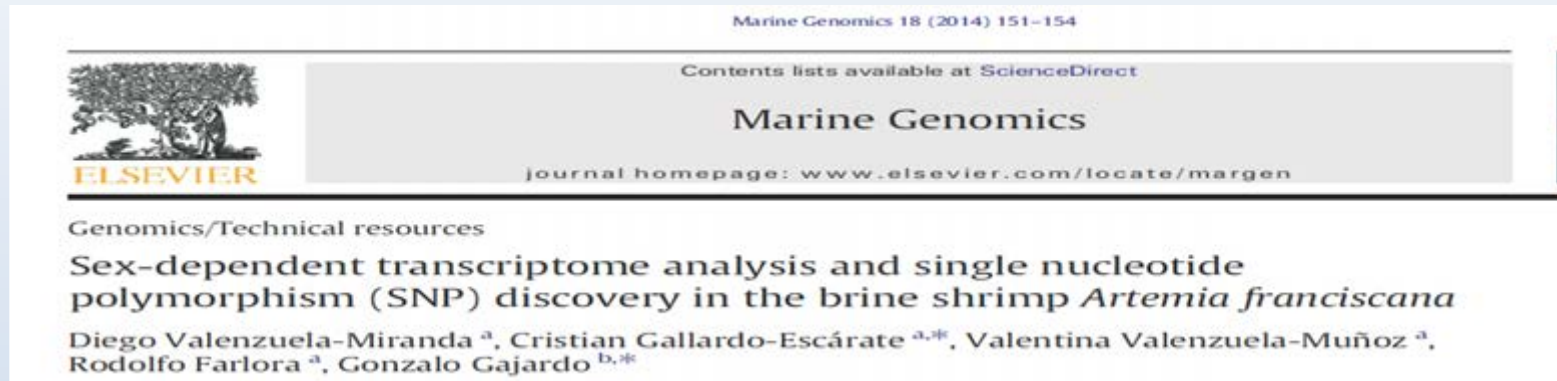 Marine Genomics 18 (2014) 151–154
Contents lists available at ScienceDirect
Marine Genomics
journal homepage: www.elsevier.com/locate/margen
ELSEVIER
Genomics/Technical resources
Sex-dependent transcriptome analysis and single nucleotide
polymorphism (SNP) discovery in the brine shrimp Artemia franciscana
Diego Valenzuela-Miranda a, Cristian Gallardo-Escárate a,*, Valentina Valenzuela-Muñoz a,
Rodolfo Farlora a, Gonzalo Gajardo b,*